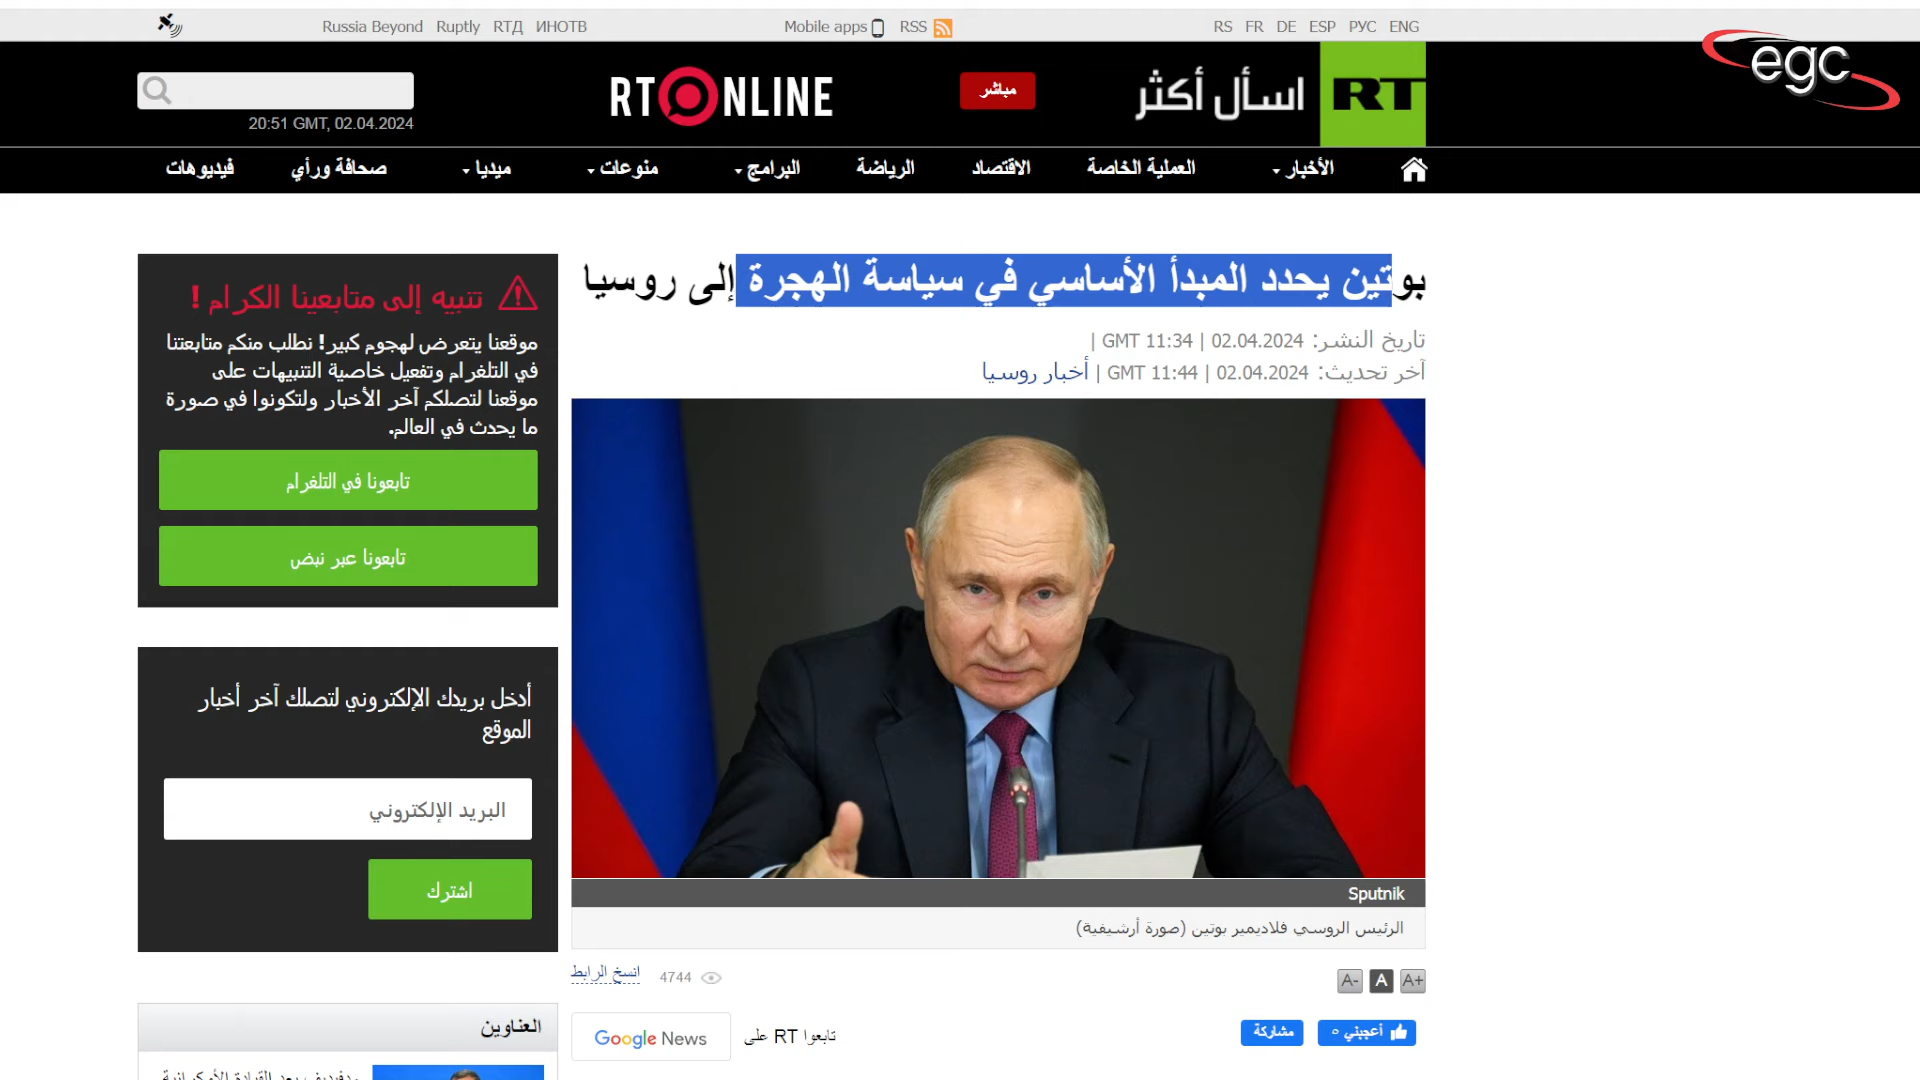 Russia Beyond Ruptly RTД ИНОТВ
Mobile apps RSS
RS FR DE ESP РУС ENG
egc
20:51 GMT, 02.04.2024
RT ONLINE
مباشر
اسأل أكثر
RT
الأخبار العملية الخاصة الاقتصاد الرياضة البرامج منوعات ميديا صحافة ورأي فيديوهات
بوتين يحدد المبدأ الأساسي في سياسة الهجرة إلى روسيا
تاريخ النشر: 02.04.2024 | 11:34 GMT |
آخر تحديث: 02.04.2024 | 11:44 GMT | أخبار روسيا
Sputnik
الرئيس الروسي فلاديمير بوتين (صورة أرشيفية)
A- A A+
4744
انسخ الرابط
أعجبني ٥
مشاركة
تابعوا RT على
Google News
تنبيه إلى متابعينا الكرام !
موقعنا يتعرض لهجوم كبير! نطلب منكم متابعتنا
في التلغرام وتفعيل خاصية التنبيهات على
موقعنا لتصلكم آخر الأخبار ولتكونوا في صورة
ما يحدث في العالم.
تابعونا في التلغرام
تابعونا عبر نبض
أدخل بريدك الإلكتروني لتصلك آخر أخبار
الموقع
البريد الإلكتروني
اشترك
العناوين